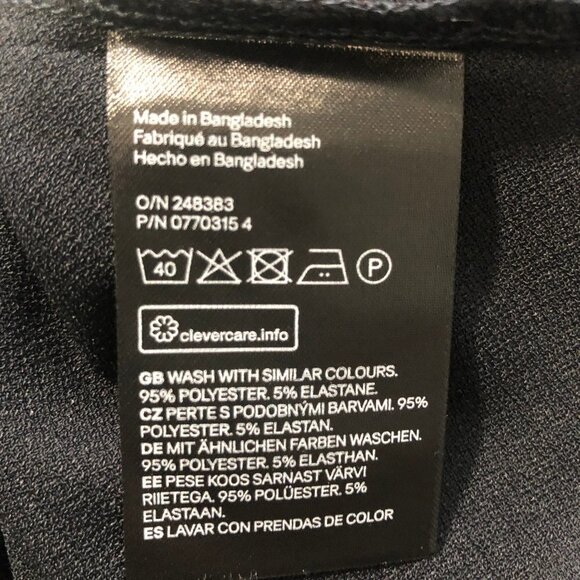 Made in Bangladesh
Fabriqué au Bangladesh
Hecho en Bangladesh
O/N 248383
P/N 0770315 4
40 P
clevercare.info
GB WASH WITH SIMILAR COLOURS.
95% POLYESTER. 5% ELASTANE.
CZ PERTE S PODOBNÝMI BARVAMI. 95%
POLYESTER. 5% ELASTAN.
DE MIT ÄHNLICHEN FARBEN WASCHEN.
95% POLYESTER. 5% ELASTHAN.
EE PESE KOOS SARNAST VÄRVI
RIIETEGA. 95% POLÜESTER. 5%
ELASTAAN.
ES LAVAR CON PRENDAS DE COLOR